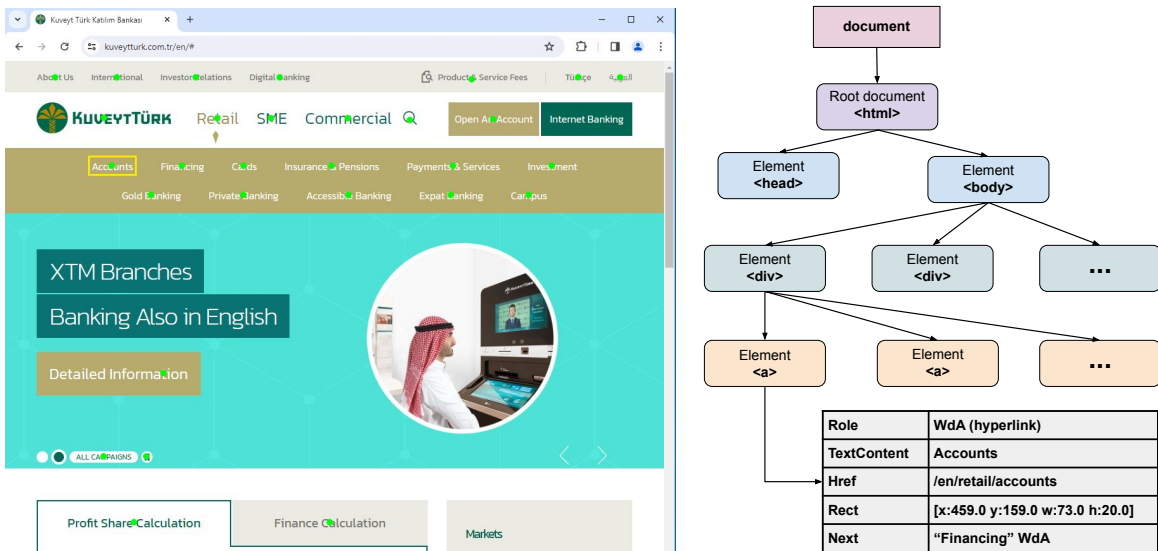 Kuveyt Türk Katılım Bankası
kuveytturk.com.tr/en/#
About Us International Investor Relations Digital Banking Product & Service Fees Türkçe العربية
KUVEYTTÜRK Retail SME Commercial Open An Account Internet Banking
Accounts Financing Cards Insurance & Pensions Payments & Services Investment
Gold Banking Private Banking Accessible Banking Expat Banking Campus
XTM Branches
Banking Also in English
Detailed Information
ALL CAMPAIGNS
Profit Share Calculation Finance Calculation Markets
document
Root document
<html>
Element
<head>
Element
<body>
Element
<div>
Element
<div>
...
Element
<a>
Element
<a>
...
Role WdA (hyperlink)
TextContent Accounts
Href /en/retail/accounts
Rect [x:459.0 y:159.0 w:73.0 h:20.0]
Next “Financing” WdA